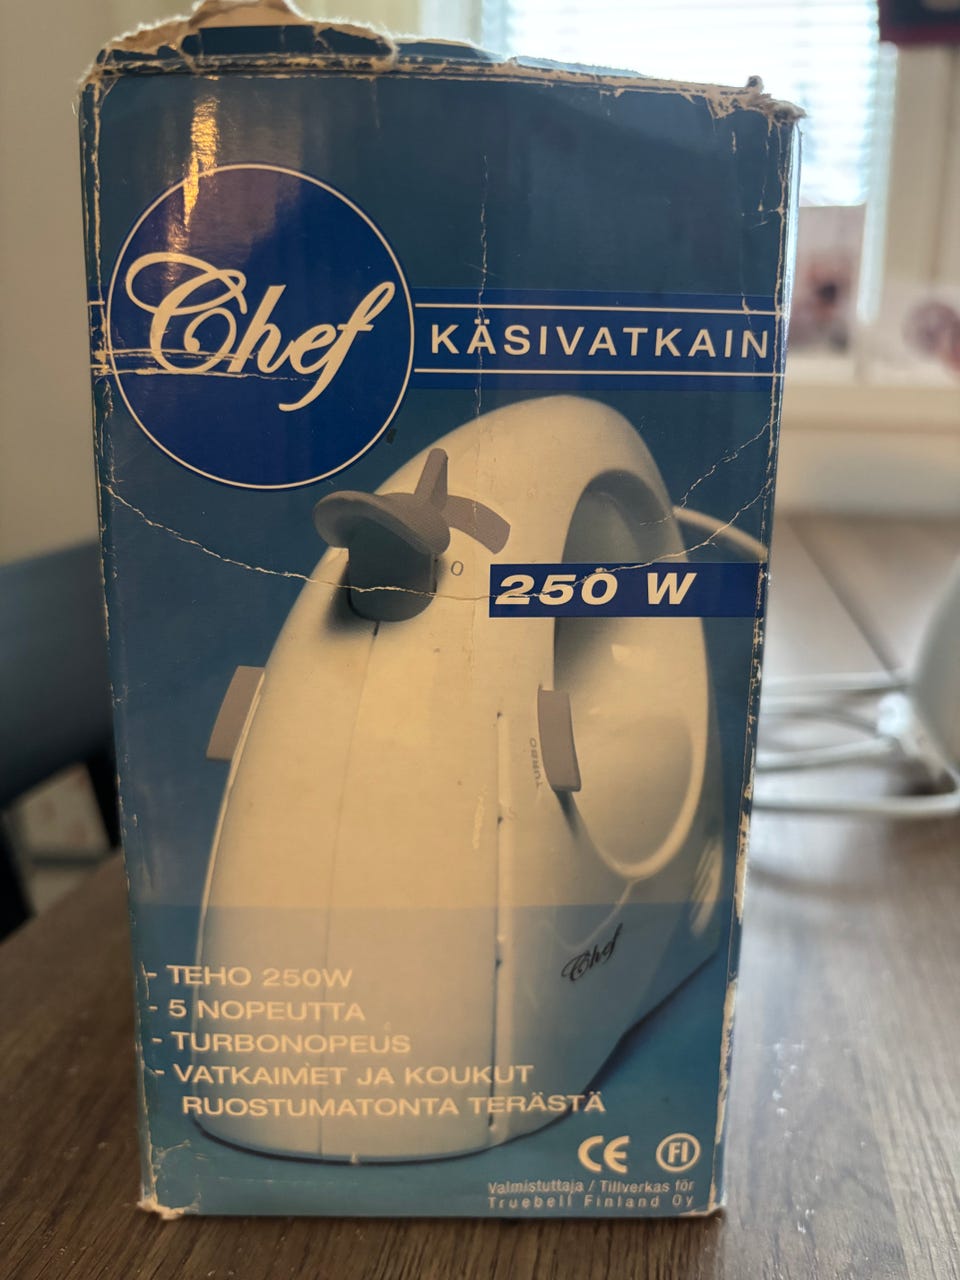 Chef
KÄSIVATKAIN
O
250 W
TURBO
Chef
- TEHO 250W
- 5 NOPEUTTA
- TURBONOPEUS
- VATKAIMET JA KOUKUT
RUOSTUMATONTA TERÄSTÄ
CE FI
Valmistuttaja / Tillverkas för
Truebell Finland Oy